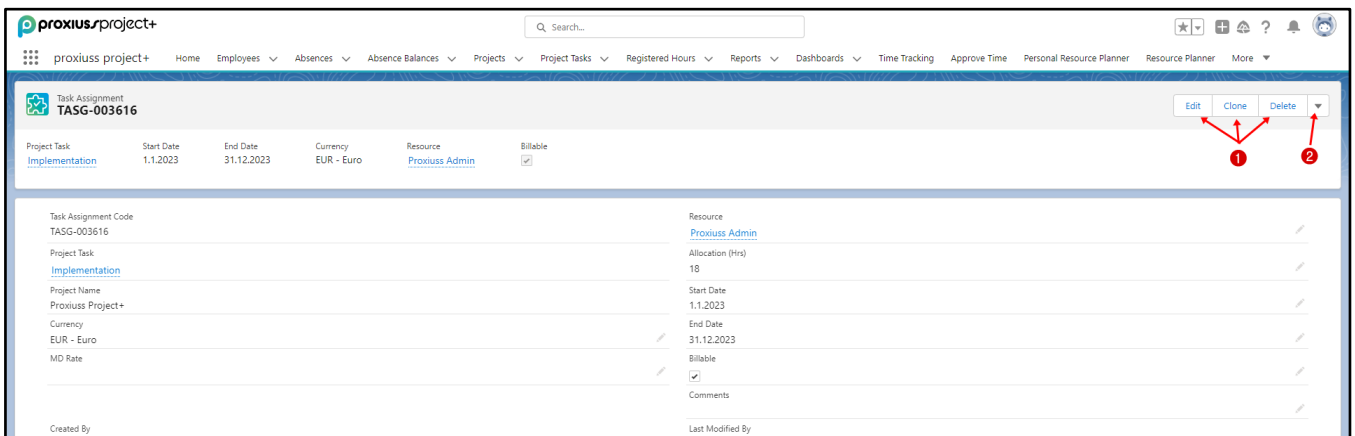 proxiuss project+
Search...
proxiuss project+ Home Employees Absences Absence Balances Projects Project Tasks Registered Hours Reports Dashboards Time Tracking Approve Time Personal Resource Planner Resource Planner More
Task Assignment
TASG-003616
Edit Clone Delete
Project Task Start Date End Date Currency Resource Billable
Implementation 1.1.2023 31.12.2023 EUR - Euro Proxiuss Admin
1 2
Task Assignment Code Resource
TASG-003616 Proxiuss Admin
Project Task Allocation (Hrs)
Implementation 18
Project Name Start Date
Proxiuss Project+ 1.1.2023
Currency End Date
EUR - Euro 31.12.2023
MD Rate Billable
Comments
Created By Last Modified By